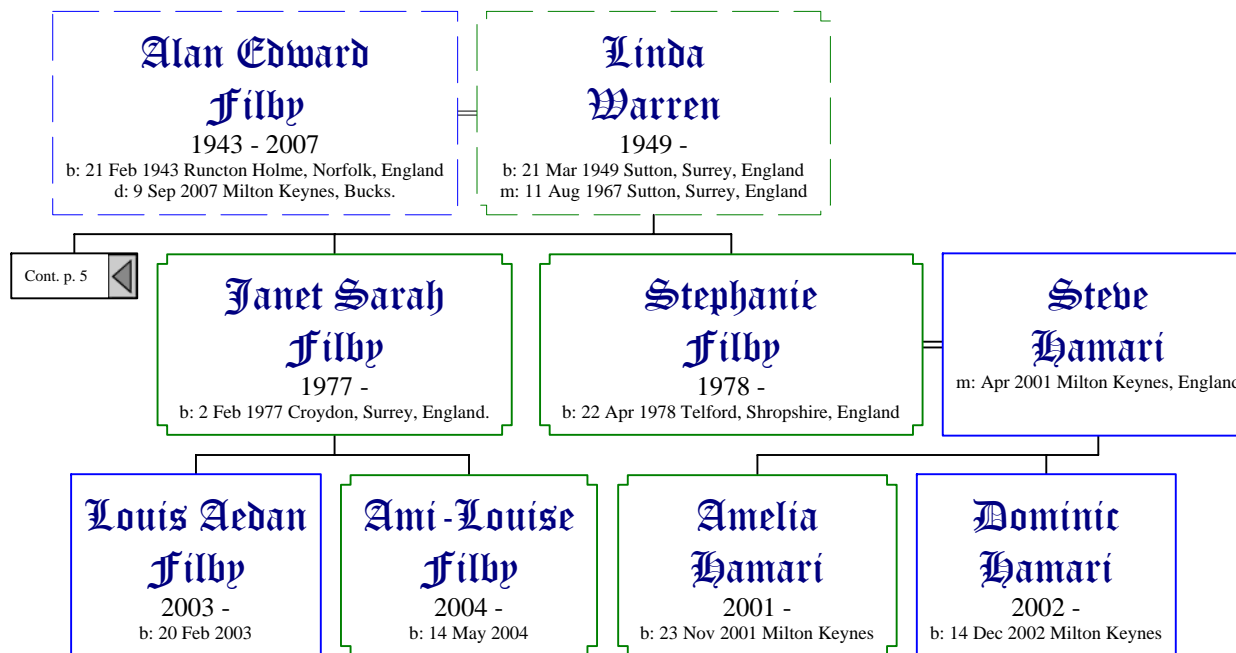 Alan Edward
Filby
1943 - 2007
b: 21 Feb 1943 Runcton Holme, Norfolk, England
d: 9 Sep 2007 Milton Keynes, Bucks.
Linda
Warren
1949 -
b: 21 Mar 1949 Sutton, Surrey, England
m: 11 Aug 1967 Sutton, Surrey, England
Cont. p. 5
Janet Sarah
Filby
1977 -
b: 2 Feb 1977 Croydon, Surrey, England.
Stephanie
Filby
1978 -
b: 22 Apr 1978 Telford, Shropshire, England
Steve
Hamari
m: Apr 2001 Milton Keynes, England
Louis Aedan
Filby
2003 -
b: 20 Feb 2003
Ami-Louise
Filby
2004 -
b: 14 May 2004
Amelia
Hamari
2001 -
b: 23 Nov 2001 Milton Keynes
Dominic
Hamari
2002 -
b: 14 Dec 2002 Milton Keynes